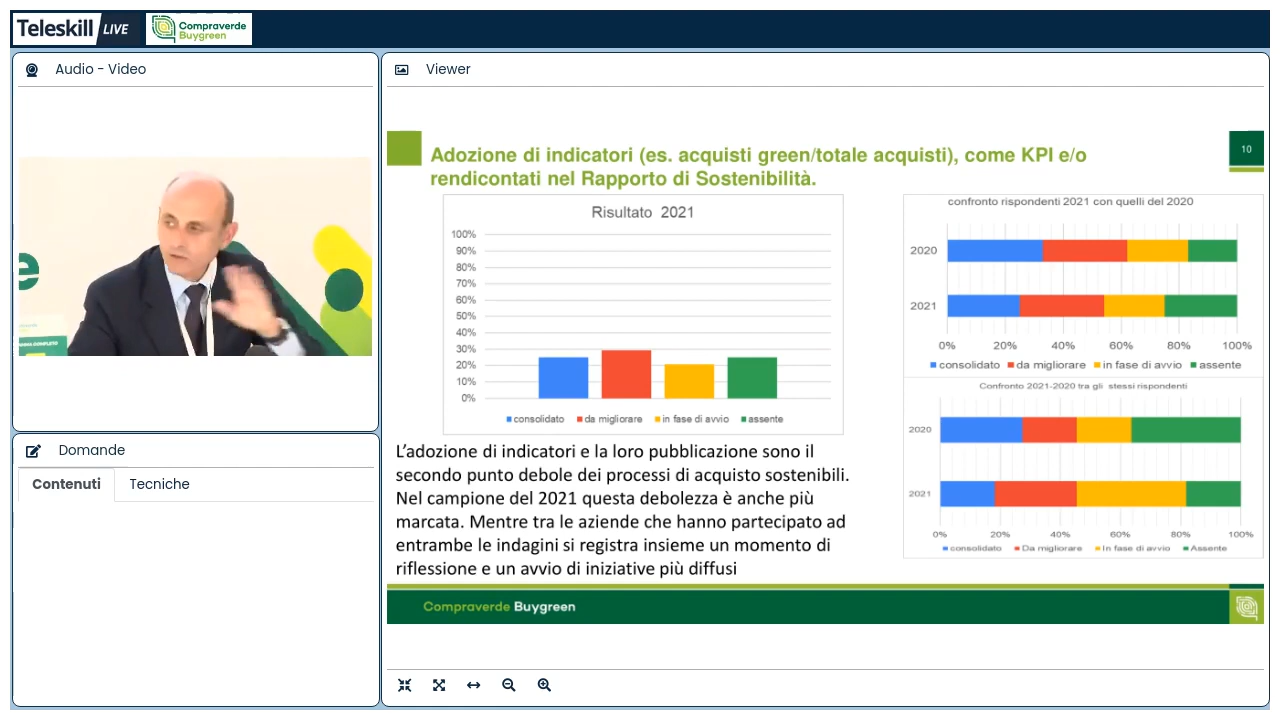 Teleskill LIVE
Compraverde
Buygreen
Audio - Video
Viewer
Adozione di indicatori (es. acquisti green/totale acquisti), come KPI e/o
rendicontati nel Rapporto di Sostenibilità.
10
Risultato 2021
100%
90%
80%
70%
60%
50%
40%
30%
20%
10%
0%
consolidato da migliorare in fase di avvio assente
confronto rispondenti 2021 con quelli del 2020
2020
2021
0% 20% 40% 60% 80% 100%
consolidato da migliorare in fase di avvio assente
Confronto 2021-2020 tra gli stessi rispondenti
2020
2021
0% 20% 40% 60% 80% 100%
consolidato Da migliorare In fase di avvio Assente
L'adozione di indicatori e la loro pubblicazione sono il
secondo punto debole dei processi di acquisto sostenibili.
Nel campione del 2021 questa debolezza è anche più
marcata. Mentre tra le aziende che hanno partecipato ad
entrambe le indagini si registra insieme un momento di
riflessione e un avvio di iniziative più diffusi
Compraverde Buygreen
Domande
Contenuti Tecniche